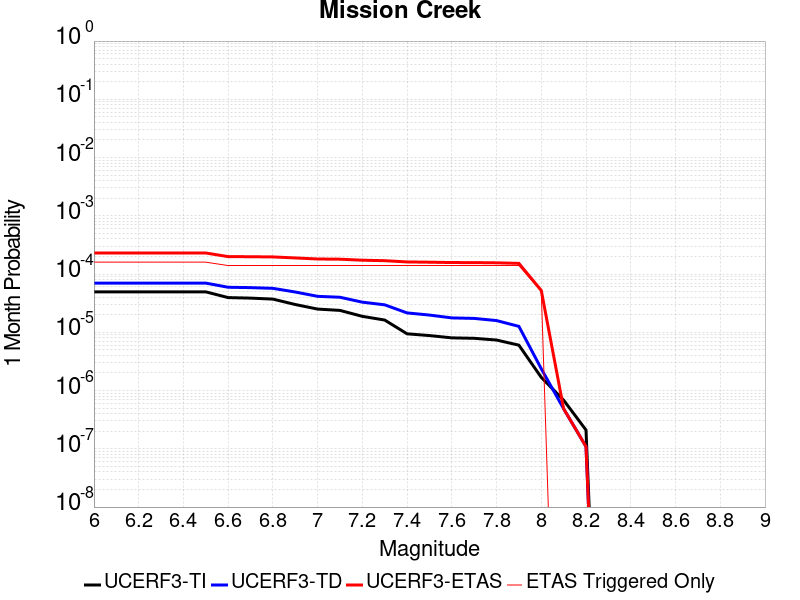 Mission Creek
10 0
10 -1
10 -2
10 -3
10 -4
10 -5
10 -6
10 -7
10 -8
1 Month Probability
6 6.2 6.4 6.6 6.8 7 7.2 7.4 7.6 7.8 8 8.2 8.4 8.6 8.8 9
Magnitude
UCERF3-TI UCERF3-TD UCERF3-ETAS ETAS Triggered Only